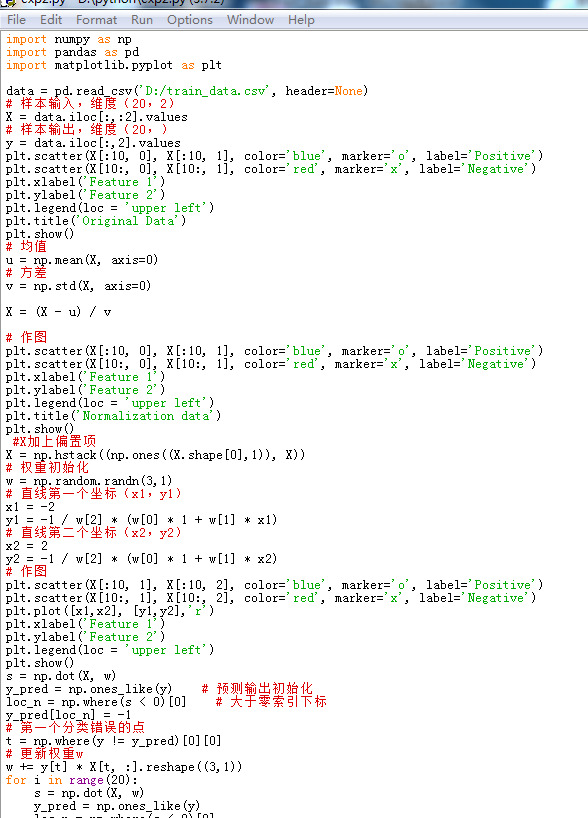 exp2.py - D:\python\exp2.py (3.7.2)
File Edit Format Run Options Window Help
import numpy as np
import pandas as pd
import matplotlib.pyplot as plt

data = pd.read_csv('D:/train_data.csv', header=None)
# 样本输入，维度（20，2）
X = data.iloc[:,:2].values
# 样本输出，维度（20，）
y = data.iloc[:,2].values
plt.scatter(X[:10, 0], X[:10, 1], color='blue', marker='o', label='Positive')
plt.scatter(X[10:, 0], X[10:, 1], color='red', marker='x', label='Negative')
plt.xlabel('Feature 1')
plt.ylabel('Feature 2')
plt.legend(loc = 'upper left')
plt.title('Original Data')
plt.show()
# 均值
u = np.mean(X, axis=0)
# 方差
v = np.std(X, axis=0)

X = (X - u) / v

# 作图
plt.scatter(X[:10, 0], X[:10, 1], color='blue', marker='o', label='Positive')
plt.scatter(X[10:, 0], X[10:, 1], color='red', marker='x', label='Negative')
plt.xlabel('Feature 1')
plt.ylabel('Feature 2')
plt.legend(loc = 'upper left')
plt.title('Normalization data')
plt.show()
 #X加上偏置项
X = np.hstack((np.ones((X.shape[0],1)), X))
# 权重初始化
w = np.random.randn(3,1)
# 直线第一个坐标（x1，y1）
x1 = -2
y1 = -1 / w[2] * (w[0] * 1 + w[1] * x1)
# 直线第二个坐标（x2，y2）
x2 = 2
y2 = -1 / w[2] * (w[0] * 1 + w[1] * x2)
# 作图
plt.scatter(X[:10, 1], X[:10, 2], color='blue', marker='o', label='Positive')
plt.scatter(X[10:, 1], X[10:, 2], color='red', marker='x', label='Negative')
plt.plot([x1,x2], [y1,y2],'r')
plt.xlabel('Feature 1')
plt.ylabel('Feature 2')
plt.legend(loc = 'upper left')
plt.show()
s = np.dot(X, w)
y_pred = np.ones_like(y)    # 预测输出初始化
loc_n = np.where(s < 0)[0]    # 大于零索引下标
y_pred[loc_n] = -1
# 第一个分类错误的点
t = np.where(y != y_pred)[0][0]
# 更新权重w
w += y[t] * X[t, :].reshape((3,1))
for i in range(20):
    s = np.dot(X, w)
    y_pred = np.ones_like(y)
    loc_n = np.where(s < 0)[0]